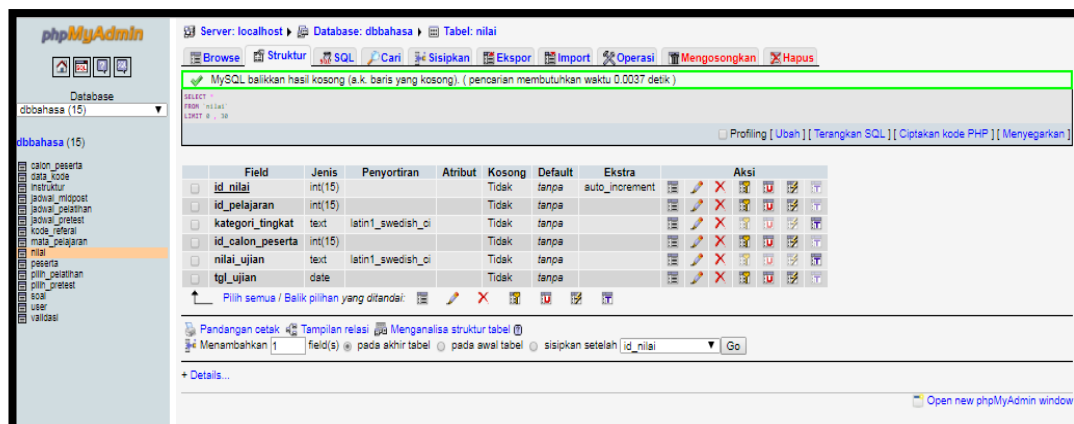 phpMyAdmin
Database
dbbahasa (15)
dbbahasa (15)
calon_peserta
data_kode
instruktur
jadwal_midpost
jadwal_pelatihan
jadwal_pretest
kode_referal
mata_pelajaran
nilai
peserta
pilih_pelatihan
pilih_pretest
soal
user
validasi
Server: localhost Database: dbbahasa Tabel: nilai
Browse Struktur SQL Cari Sisipkan Ekspor Import Operasi Mengosongkan Hapus
MySQL balikkan hasil kosong (a.k. baris yang kosong). ( pencarian membutuhkan waktu 0.0037 detik )
SELECT *
FROM `nilai`
LIMIT 0 , 30
Profiling [ Ubah ] [ Terangkan SQL ] [ Ciptakan kode PHP ] [ Menyegarkan ]
Field Jenis Penyortiran Atribut Kosong Default Ekstra Aksi
id_nilai int(15) Tidak tanpa auto_increment
id_pelajaran int(15) Tidak tanpa
kategori_tingkat text latin1_swedish_ci Tidak tanpa
id_calon_peserta int(15) Tidak tanpa
nilai_ujian text latin1_swedish_ci Tidak tanpa
tgl_ujian date Tidak tanpa
Pilih semua / Balik pilihan yang ditandai:
Pandangan cetak Tampilan relasi Menganalisa struktur tabel
Menambahkan 1 field(s) pada akhir tabel pada awal tabel sisipkan setelah id_nilai Go
+ Details...
Open new phpMyAdmin window